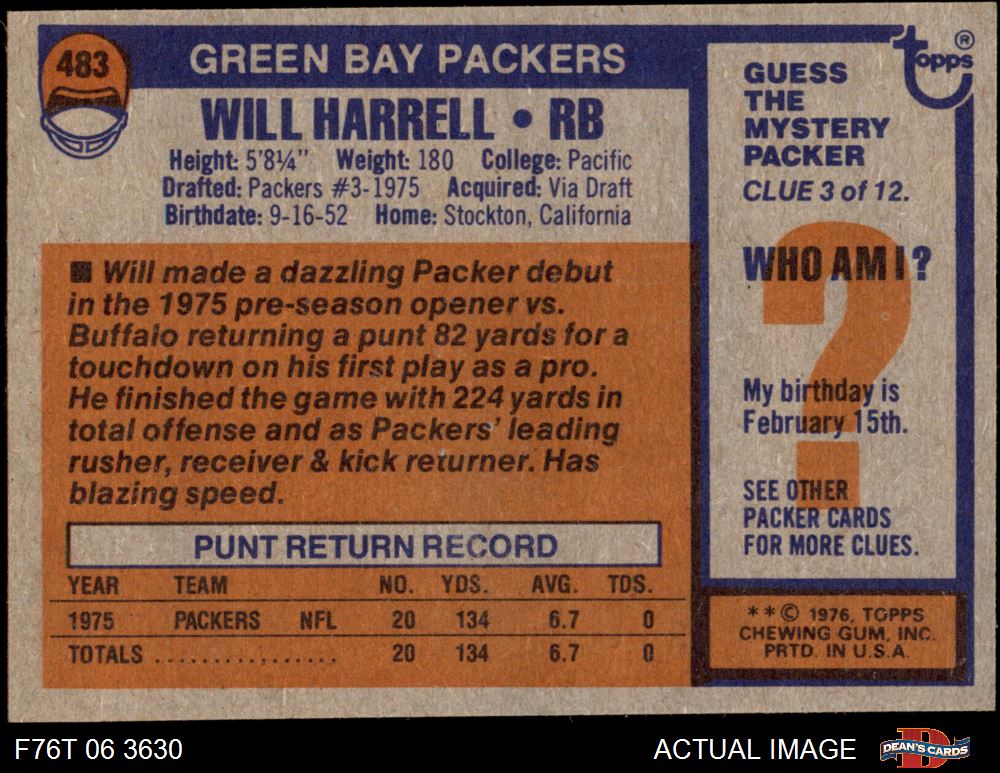 483
GREEN BAY PACKERS
WILL HARRELL • RB
Height: 5'8¼" Weight: 180 College: Pacific
Drafted: Packers #3-1975 Acquired: Via Draft
Birthdate: 9-16-52 Home: Stockton, California
■ Will made a dazzling Packer debut
in the 1975 pre-season opener vs.
Buffalo returning a punt 82 yards for a
touchdown on his first play as a pro.
He finished the game with 224 yards in
total offense and as Packers' leading
rusher, receiver & kick returner. Has
blazing speed.
PUNT RETURN RECORD
YEAR TEAM NO. YDS. AVG. TDS.
1975 PACKERS NFL 20 134 6.7 0
TOTALS ................ 20 134 6.7 0
topps ®
GUESS
THE
MYSTERY
PACKER
CLUE 3 of 12.
WHO AM I?
?
My birthday is
February 15th.
SEE OTHER
PACKER CARDS
FOR MORE CLUES.
**© 1976, TOPPS
CHEWING GUM, INC.
PRTD. IN U.S.A.
F76T 06 3630
ACTUAL IMAGE
D
DEAN'S CARDS